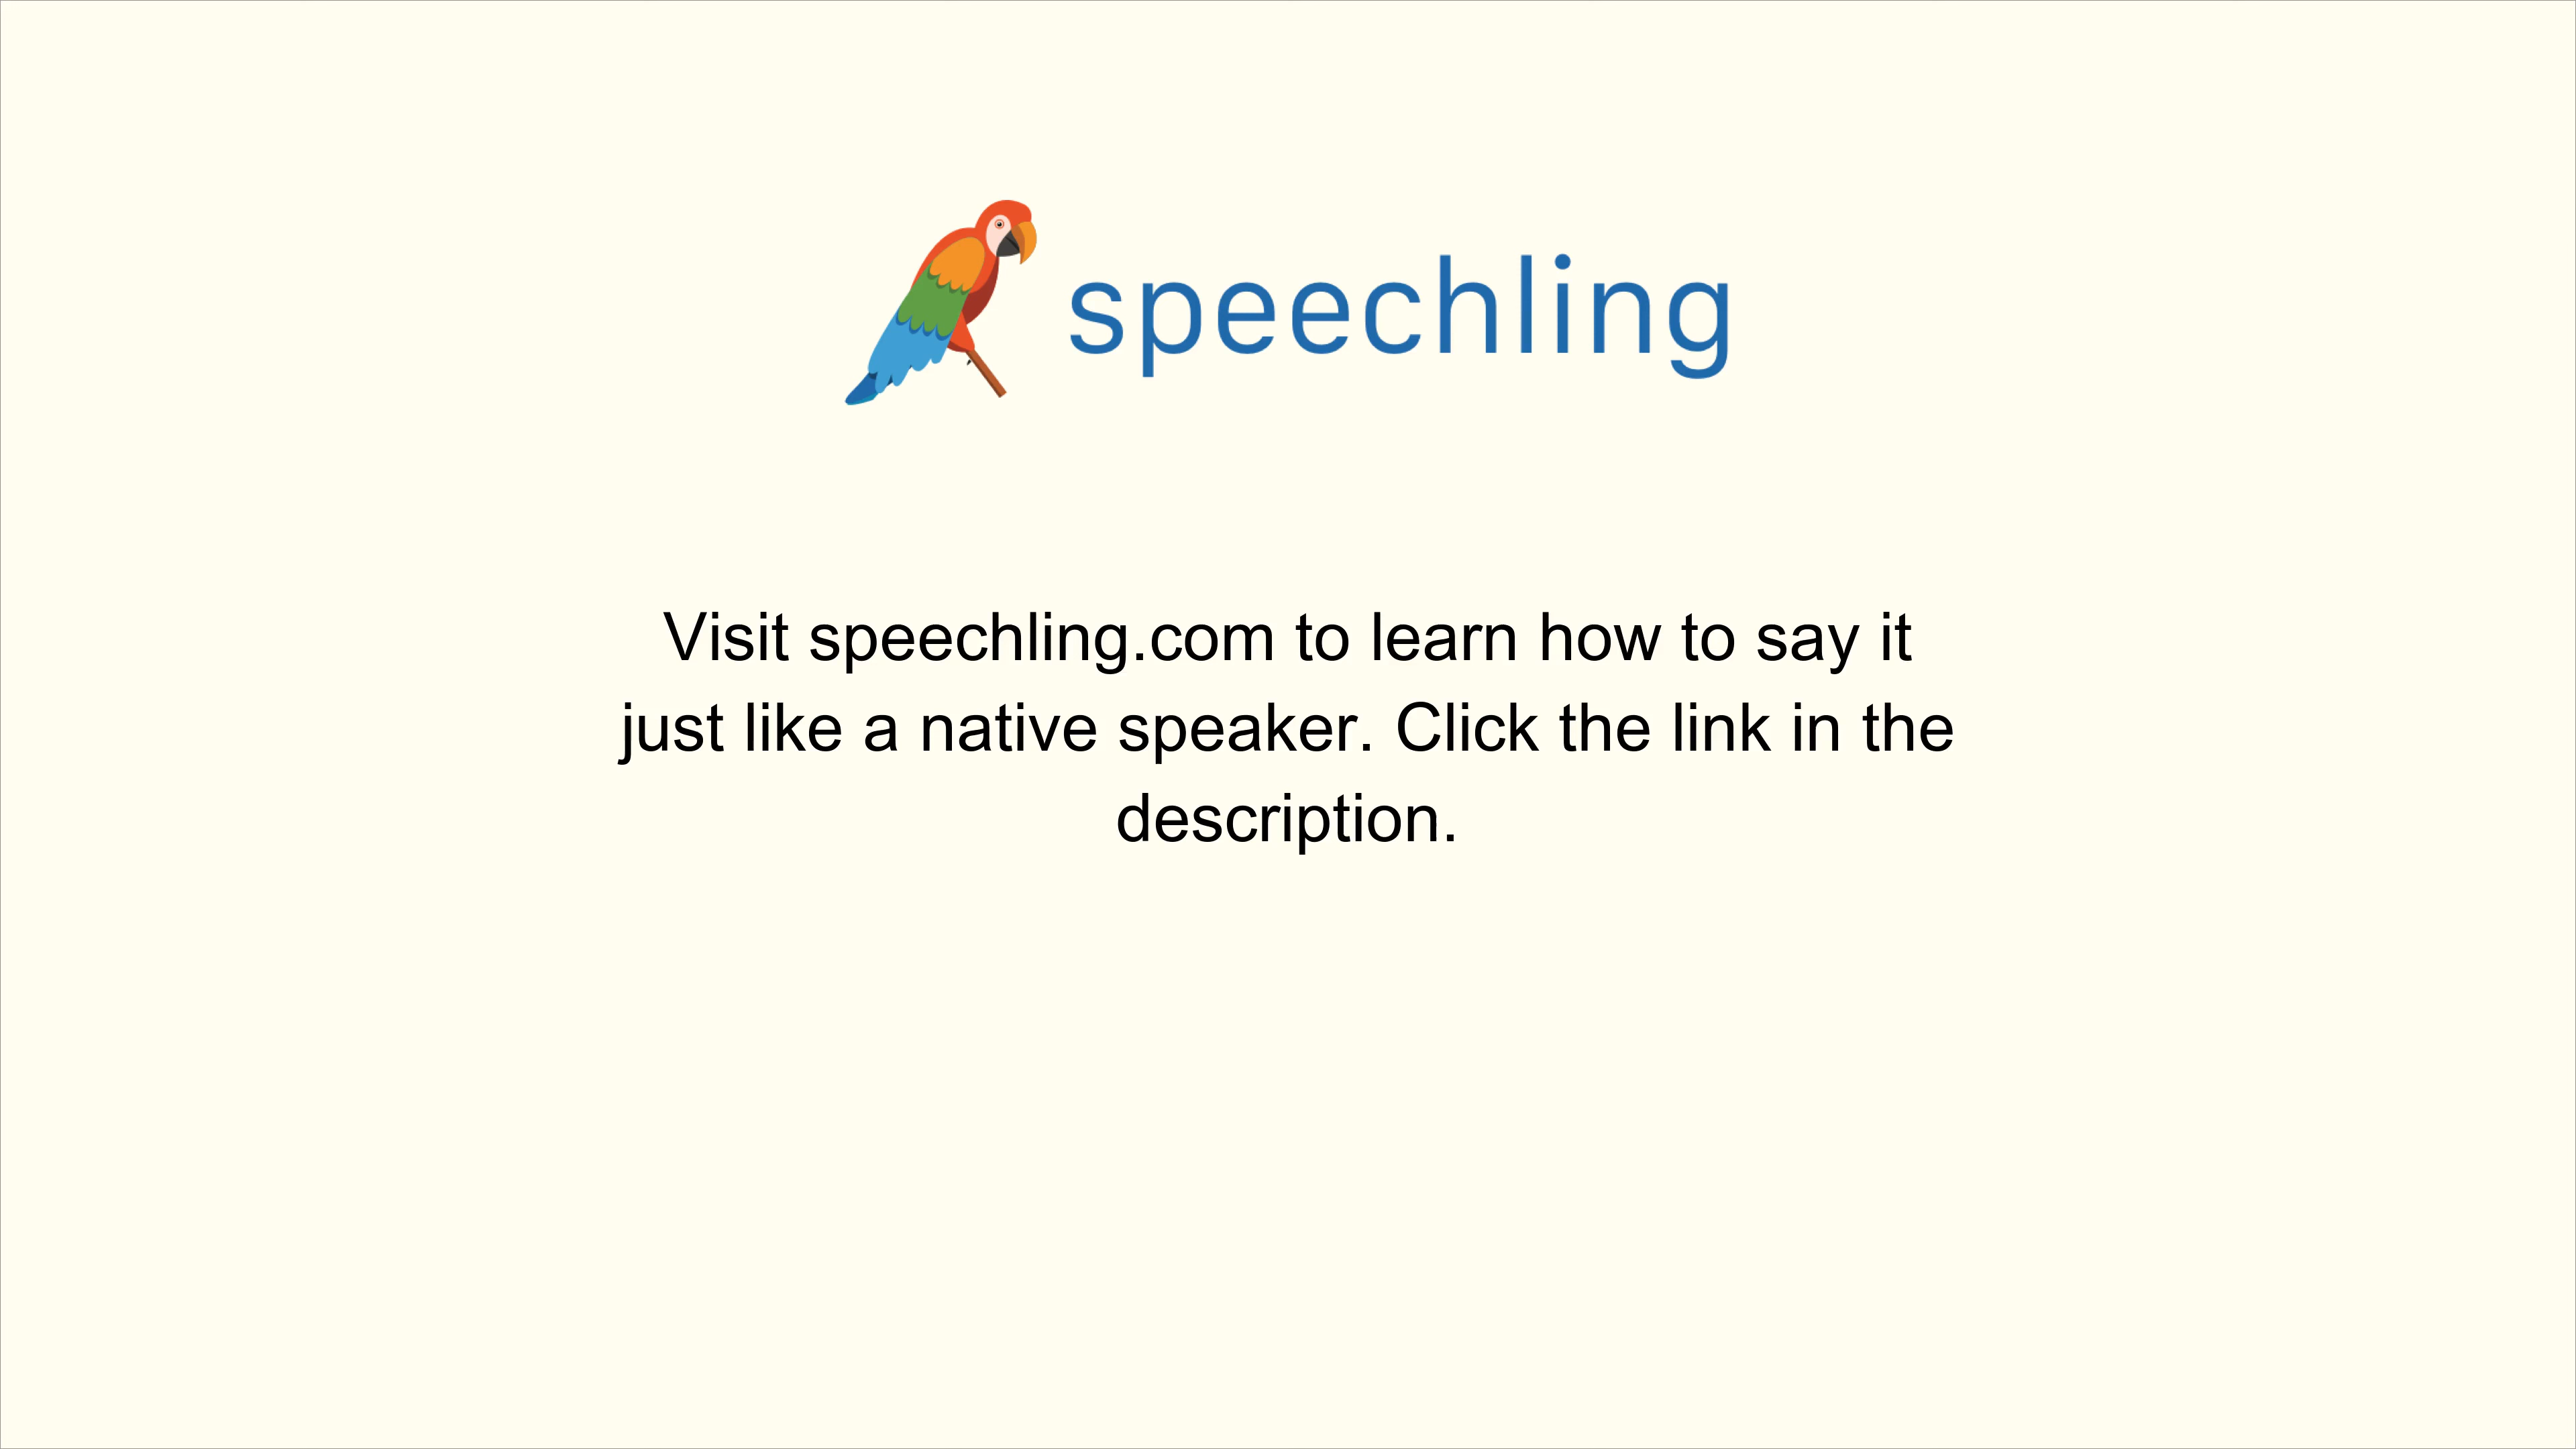 speechling
Visit speechling.com to learn how to say it
just like a native speaker. Click the link in the
description.